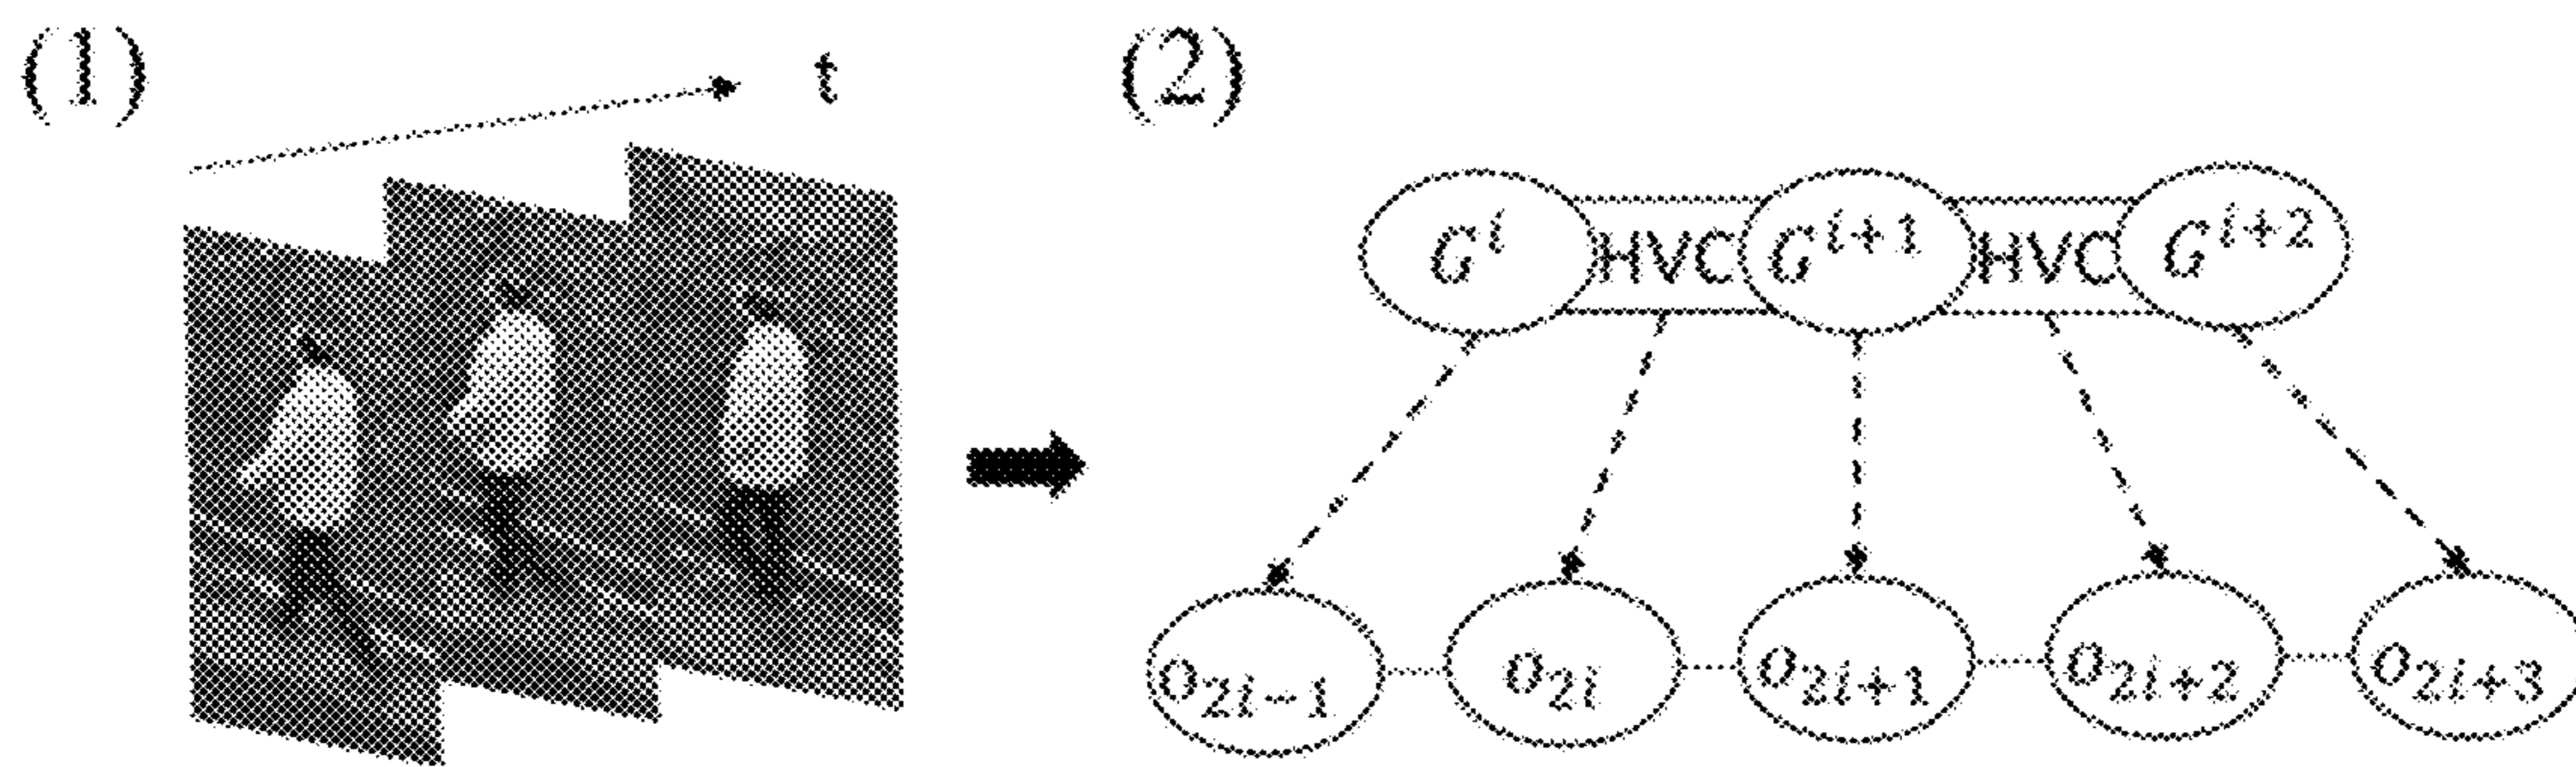 (1) t (2)
G^i HVC G^{i+1} HVC G^{i+2}
o_{2i-1} o_{2i} o_{2i+1} o_{2i+2} o_{2i+3}